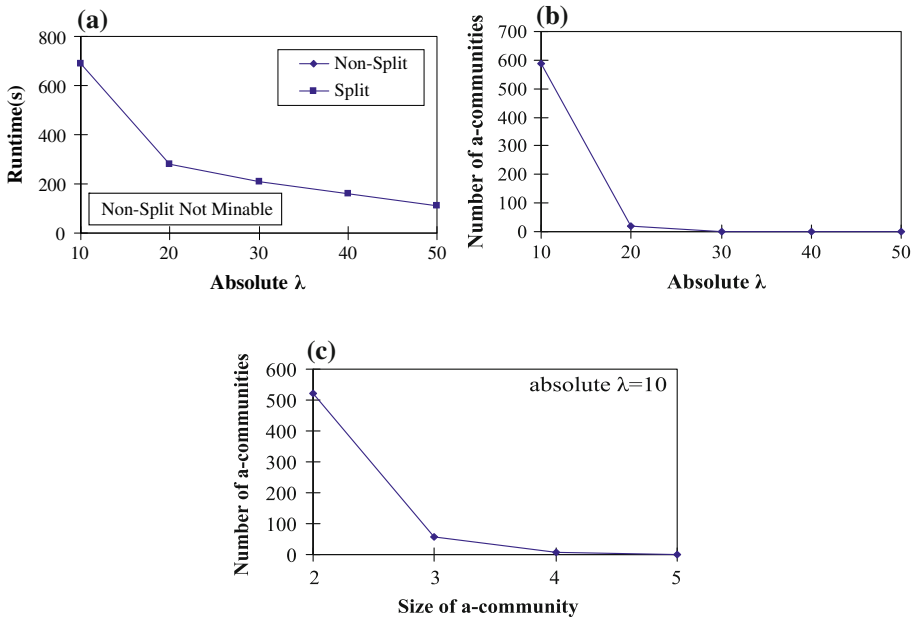 (a)
800
600
400
200
0
Runtime(s)
Non-Split
Split
Non-Split Not Minable
10 20 30 40 50
Absolute λ
(b)
700
600
500
400
300
200
100
0
Number of a-communities
10 20 30 40 50
Absolute λ
(c)
600
500
400
300
200
100
0
Number of a-communities
absolute λ=10
2 3 4 5
Size of a-community